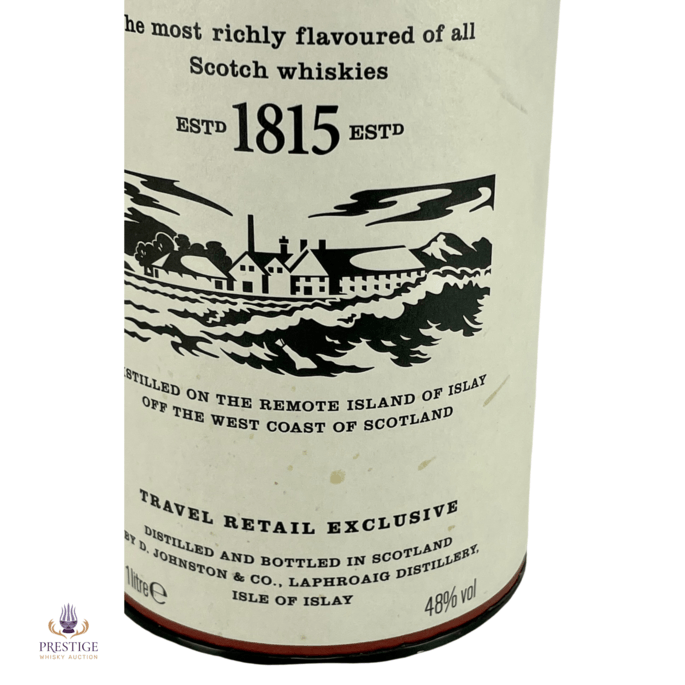 he most richly flavoured of all
Scotch whiskies
ESTD 1815 ESTD
STILLED ON THE REMOTE ISLAND OF ISLAY
OFF THE WEST COAST OF SCOTLAND
TRAVEL RETAIL EXCLUSIVE
DISTILLED AND BOTTLED IN SCOTLAND
BY D. JOHNSTON & CO., LAPHROAIG DISTILLERY,
ISLE OF ISLAY
1 litre ℮ 48% vol
PRESTIGE
WHISKY AUCTION